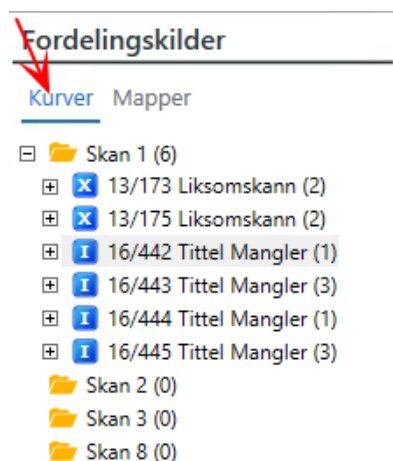 Fordelingskilder
Kurver Mapper
Skan 1 (6)
X 13/173 Liksomskann (2)
X 13/175 Liksomskann (2)
I 16/442 Tittel Mangler (1)
I 16/443 Tittel Mangler (3)
I 16/444 Tittel Mangler (1)
I 16/445 Tittel Mangler (3)
Skan 2 (0)
Skan 3 (0)
Skan 8 (0)